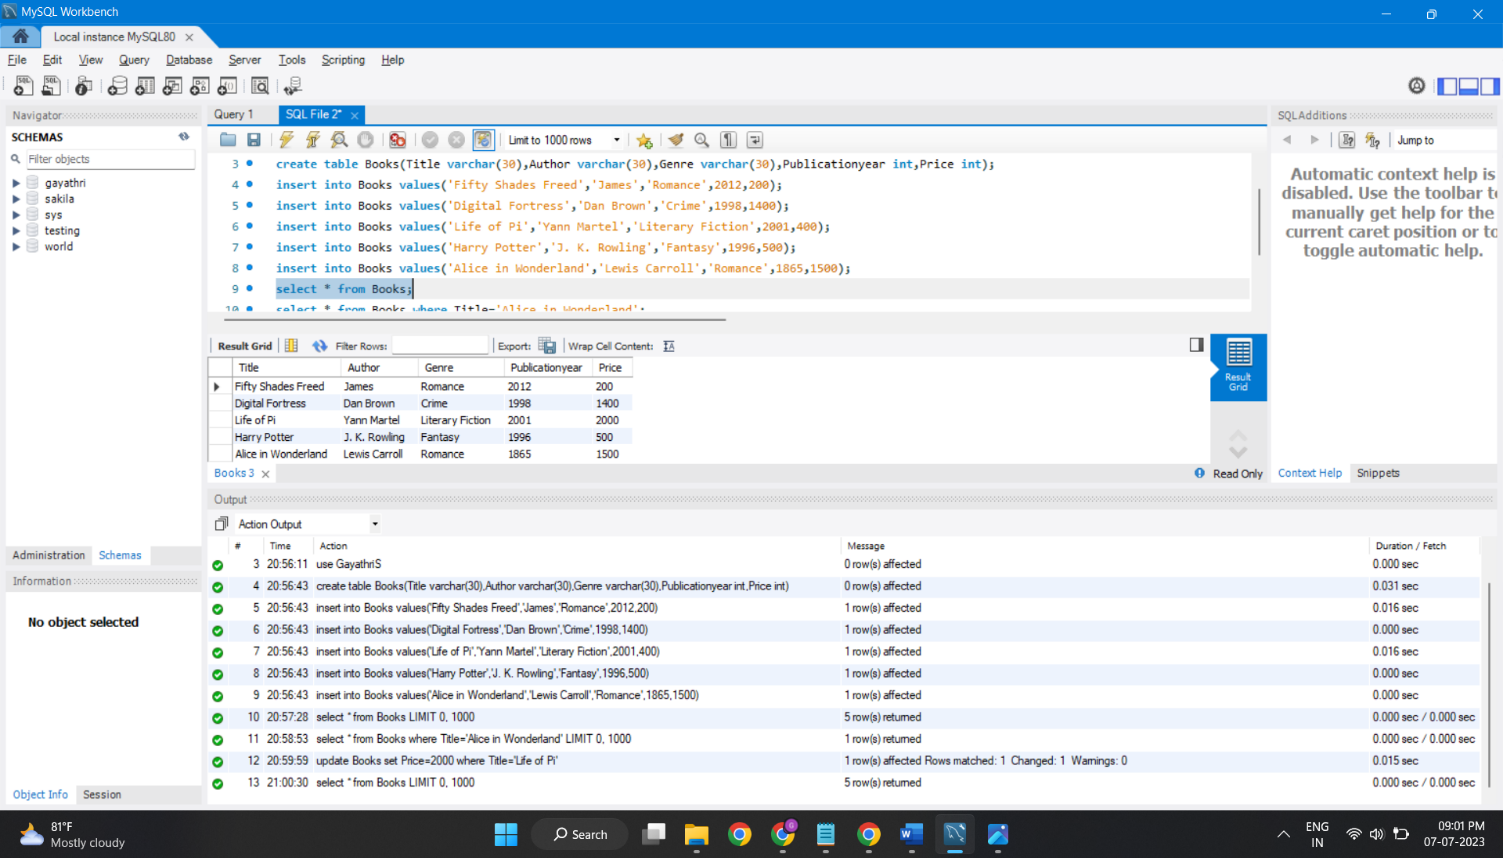 MySQL Workbench
Local instance MySQL80
File Edit View Query Database Server Tools Scripting Help
Navigator
SCHEMAS
Filter objects
gayathri
sakila
sys
testing
world
Administration Schemas
Information
No object selected
Object Info Session
Query 1 SQL File 2*
Limit to 1000 rows
3 create table Books(Title varchar(30),Author varchar(30),Genre varchar(30),Publicationyear int,Price int);
4 insert into Books values('Fifty Shades Freed','James','Romance',2012,200);
5 insert into Books values('Digital Fortress','Dan Brown','Crime',1998,1400);
6 insert into Books values('Life of Pi','Yann Martel','Literary Fiction',2001,400);
7 insert into Books values('Harry Potter','J. K. Rowling','Fantasy',1996,500);
8 insert into Books values('Alice in Wonderland','Lewis Carroll','Romance',1865,1500);
9 select * from Books;
10 select * from Books where Title='Alice in Wonderland';
Result Grid Filter Rows: Export: Wrap Cell Content:
Title Author Genre Publicationyear Price
Fifty Shades Freed James Romance 2012 200
Digital Fortress Dan Brown Crime 1998 1400
Life of Pi Yann Martel Literary Fiction 2001 2000
Harry Potter J. K. Rowling Fantasy 1996 500
Alice in Wonderland Lewis Carroll Romance 1865 1500
Result
Grid
Books 3
Read Only
SQLAdditions
Jump to
Automatic context help is
disabled. Use the toolbar to
manually get help for the
current caret position or to
toggle automatic help.
Context Help Snippets
Output
Action Output
# Time Action Message Duration / Fetch
3 20:56:11 use GayathriS 0 row(s) affected 0.000 sec
4 20:56:43 create table Books(Title varchar(30),Author varchar(30),Genre varchar(30),Publicationyear int,Price int) 0 row(s) affected 0.031 sec
5 20:56:43 insert into Books values('Fifty Shades Freed','James','Romance',2012,200) 1 row(s) affected 0.016 sec
6 20:56:43 insert into Books values('Digital Fortress','Dan Brown','Crime',1998,1400) 1 row(s) affected 0.000 sec
7 20:56:43 insert into Books values('Life of Pi','Yann Martel','Literary Fiction',2001,400) 1 row(s) affected 0.016 sec
8 20:56:43 insert into Books values('Harry Potter','J. K. Rowling','Fantasy',1996,500) 1 row(s) affected 0.000 sec
9 20:56:43 insert into Books values('Alice in Wonderland','Lewis Carroll','Romance',1865,1500) 1 row(s) affected 0.000 sec
10 20:57:28 select * from Books LIMIT 0, 1000 5 row(s) returned 0.000 sec / 0.000 sec
11 20:58:53 select * from Books where Title='Alice in Wonderland' LIMIT 0, 1000 1 row(s) returned 0.000 sec / 0.000 sec
12 20:59:59 update Books set Price=2000 where Title='Life of Pi' 1 row(s) affected Rows matched: 1 Changed: 1 Warnings: 0 0.015 sec
13 21:00:30 select * from Books LIMIT 0, 1000 5 row(s) returned 0.000 sec / 0.000 sec
81°F
Mostly cloudy
Search
ENG
IN
09:01 PM
07-07-2023